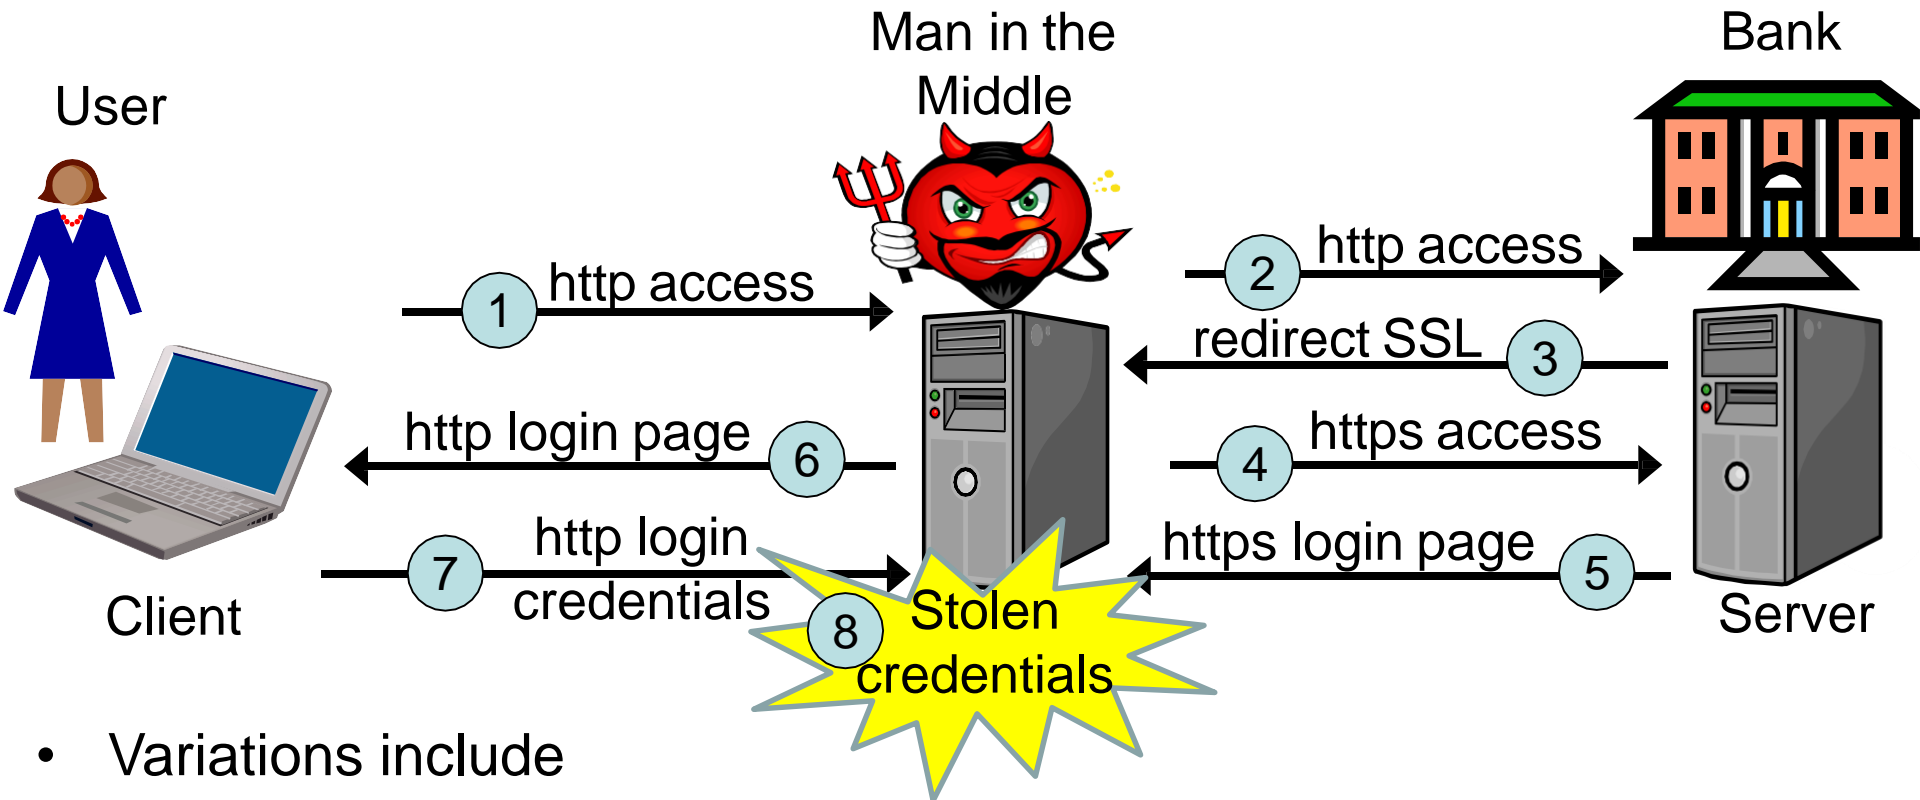 Man in the
Middle
Bank
User
1 http access
2 http access
redirect SSL 3
http login page 6
4 https access
7 http login
credentials
https login page 5
Client
8 Stolen
credentials
Server
• Variations include